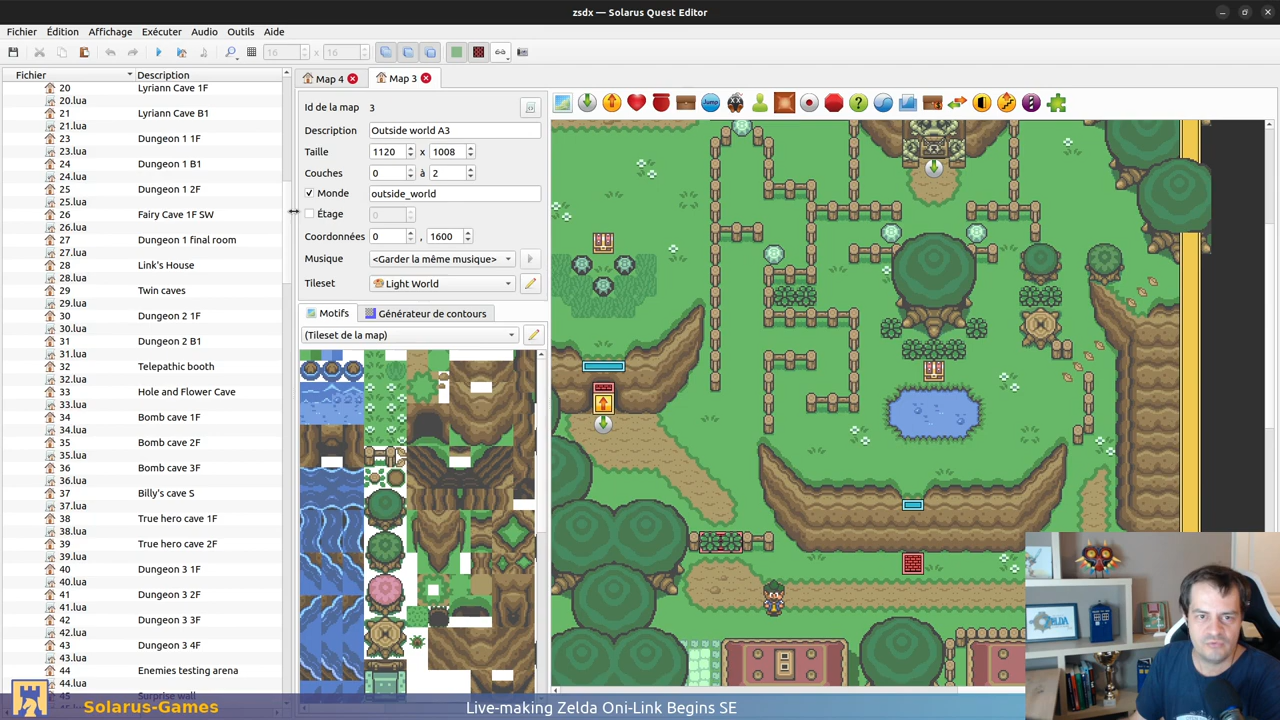 zsdx — Solarus Quest Editor
Fichier Édition Affichage Exécuter Audio Outils Aide
16 x 16
Fichier Description
20 Lyriann Cave 1F
20.lua
21 Lyriann Cave B1
21.lua
23 Dungeon 1 1F
23.lua
24 Dungeon 1 B1
24.lua
25 Dungeon 1 2F
25.lua
26 Fairy Cave 1F SW
26.lua
27 Dungeon 1 final room
27.lua
28 Link's House
28.lua
29 Twin caves
29.lua
30 Dungeon 2 1F
30.lua
31 Dungeon 2 B1
31.lua
32 Telepathic booth
32.lua
33 Hole and Flower Cave
33.lua
34 Bomb cave 1F
34.lua
35 Bomb cave 2F
35.lua
36 Bomb cave 3F
36.lua
37 Billy's cave S
37.lua
38 True hero cave 1F
38.lua
39 True hero cave 2F
39.lua
40 Dungeon 3 1F
40.lua
41 Dungeon 3 2F
41.lua
42 Dungeon 3 3F
42.lua
43 Dungeon 3 4F
43.lua
44 Enemies testing arena
44.lua
45 Surprise wall
Map 4 Map 3
Id de la map 3
Description Outside world A3
Taille 1120 x 1008
Couches 0 à 2
Monde outside_world
Étage 0
Coordonnées 0 , 1600
Musique <Garder la même musique>
Tileset Light World
Motifs Générateur de contours
(Tileset de la map)
Jump
ZELDA
Solarus-Games
Live-making Zelda Oni-Link Begins SE